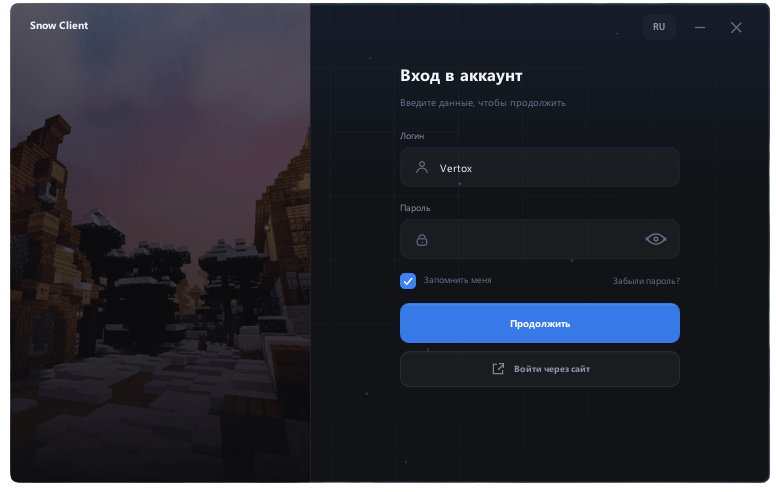 Snow Client
RU
Вход в аккаунт
Введите данные, чтобы продолжить
Логин
Vertox
Пароль
Запомнить меня
Забыли пароль?
Продолжить
Войти через сайт